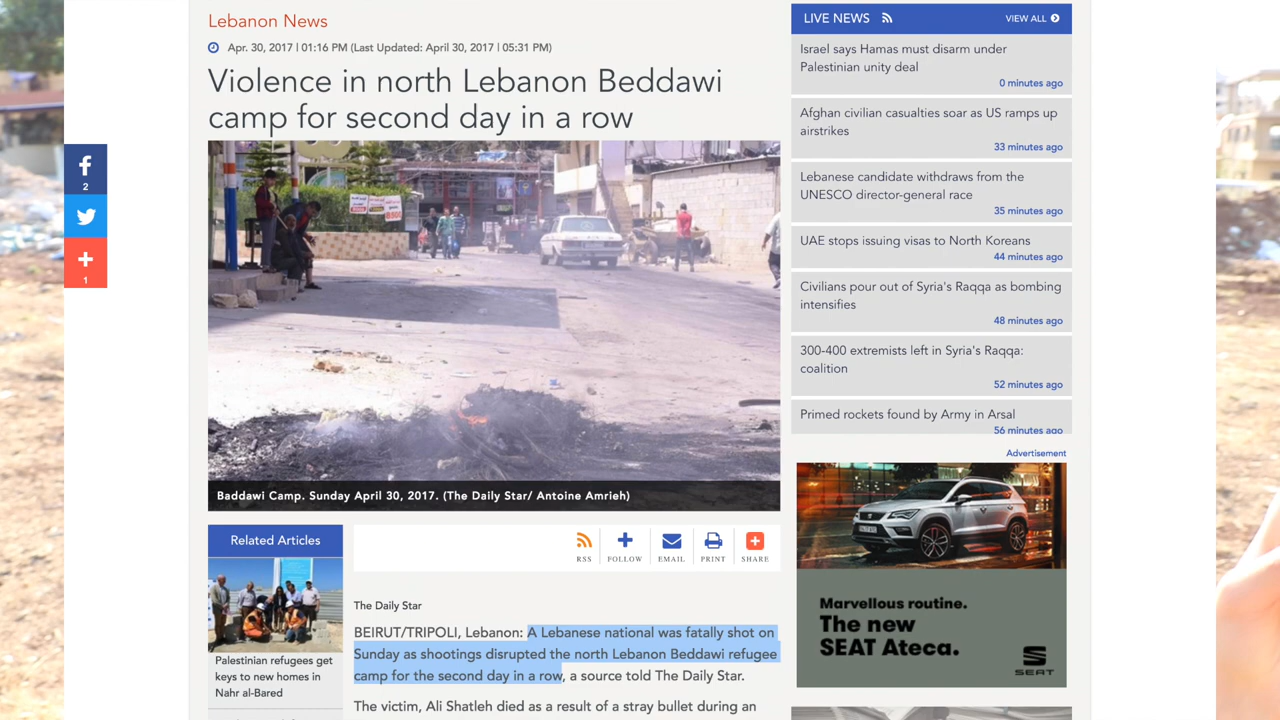 Lebanon News
Apr. 30, 2017 | 01:16 PM (Last Updated: April 30, 2017 | 05:31 PM)
Violence in north Lebanon Beddawi
camp for second day in a row
2
1
Baddawi Camp. Sunday April 30, 2017. (The Daily Star/ Antoine Amrieh)
Related Articles
Palestinian refugees get
keys to new homes in
Nahr al-Bared
RSS
FOLLOW
EMAIL
PRINT
SHARE
The Daily Star
BEIRUT/TRIPOLI, Lebanon: A Lebanese national was fatally shot on
Sunday as shootings disrupted the north Lebanon Beddawi refugee
camp for the second day in a row, a source told The Daily Star.
The victim, Ali Shatleh died as a result of a stray bullet during an
LIVE NEWS
VIEW ALL
Israel says Hamas must disarm under
Palestinian unity deal
0 minutes ago
Afghan civilian casualties soar as US ramps up
airstrikes
33 minutes ago
Lebanese candidate withdraws from the
UNESCO director-general race
35 minutes ago
UAE stops issuing visas to North Koreans
44 minutes ago
Civilians pour out of Syria's Raqqa as bombing
intensifies
48 minutes ago
300-400 extremists left in Syria's Raqqa:
coalition
52 minutes ago
Primed rockets found by Army in Arsal
56 minutes ago
Advertisement
Marvellous routine.
The new
SEAT Ateca.
SEAT